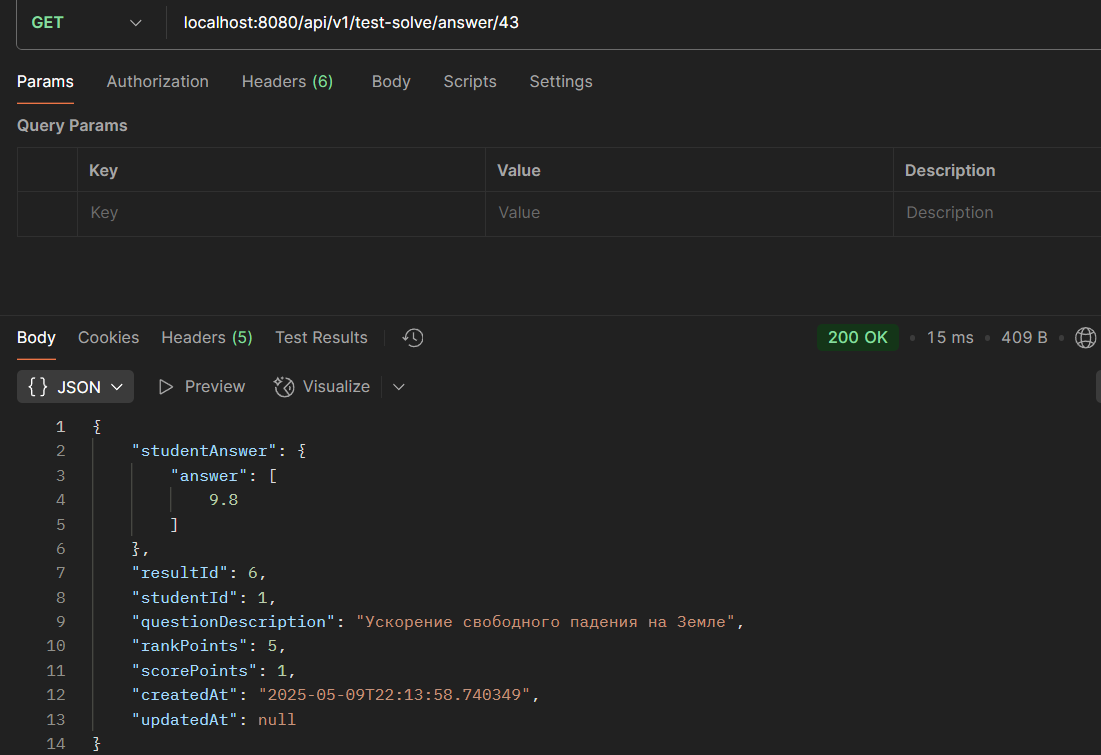 GET localhost:8080/api/v1/test-solve/answer/43
Params Authorization Headers (6) Body Scripts Settings
Query Params
Key Value Description
Key Value Description
Body Cookies Headers (5) Test Results 200 OK • 15 ms • 409 B •
{} JSON Preview Visualize
1 {
2 "studentAnswer": {
3 "answer": [
4 9.8
5 ]
6 },
7 "resultId": 6,
8 "studentId": 1,
9 "questionDescription": "Ускорение свободного падения на Земле",
10 "rankPoints": 5,
11 "scorePoints": 1,
12 "createdAt": "2025-05-09T22:13:58.740349",
13 "updatedAt": null
14 }